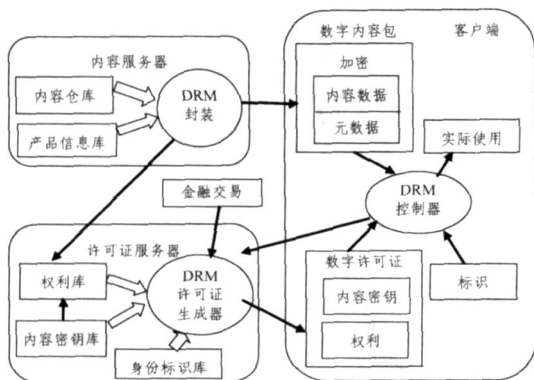 数字内容包
客户端
内容服务器
内容仓库
产品信息库
DRM
封装
加密
内容数据
元数据
实际使用
金融交易
DRM
控制器
许可证服务器
权利库
内容密钥库
DRM
许可证
生成器
身份标识库
数字许可证
内容密钥
权利
标识